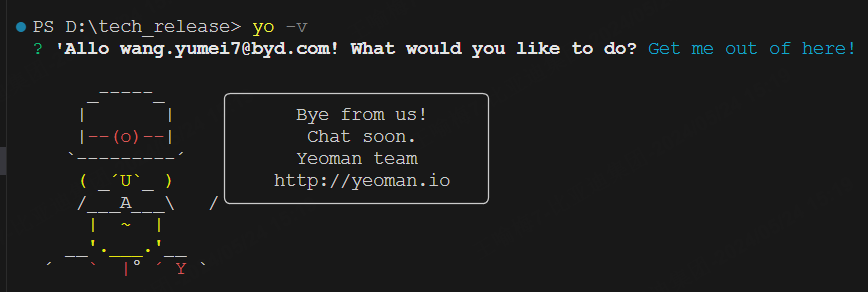 PS D:\tech_release> yo -v
? 'Allo wang.yumei7@byd.com! What would you like to do? Get me out of here!
     _-----_
    |       |
    |--(o)--|
   `---------´
    ( _´U`_ )
    /___A___\   /
     |  ~  |
   __'.___.'__
 ´   `  |° ´ Y `
Bye from us!
Chat soon.
Yeoman team
http://yeoman.io